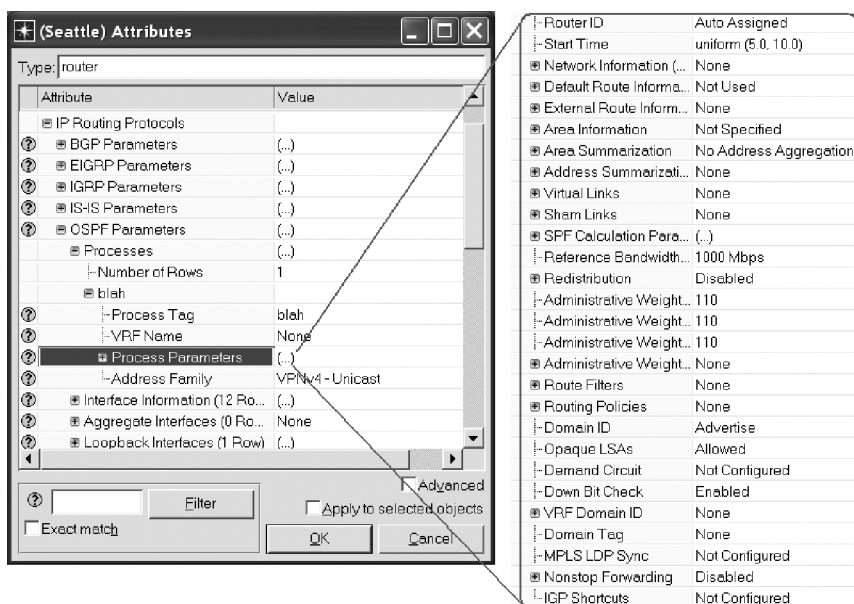 (Seattle) Attributes
Type: router
Attribute Value
IP Routing Protocols
BGP Parameters (...)
EIGRP Parameters (...)
IGRP Parameters (...)
IS-IS Parameters (...)
OSPF Parameters (...)
Processes (...)
Number of Rows 1
blah
Process Tag blah
VRF Name None
Process Parameters (...)
Address Family VPNv4 - Unicast
Interface Information (12 Ro... (...)
Aggregate Interfaces (0 Ro... None
Loopback Interfaces (1 Row) (...)
Advanced
Filter
Apply to selected objects
Exact match
OK Cancel
Router ID Auto Assigned
Start Time uniform (5.0, 10.0)
Network Information (... None
Default Route Informa... Not Used
External Route Inform... None
Area Information Not Specified
Area Summarization No Address Aggregation
Address Summarizati... None
Virtual Links None
Sham Links None
SPF Calculation Para... (...)
Reference Bandwidth... 1000 Mbps
Redistribution Disabled
Administrative Weight... 110
Administrative Weight... 110
Administrative Weight... 110
Administrative Weight... None
Route Filters None
Routing Policies None
Domain ID Advertise
Opaque LSAs Allowed
Demand Circuit Not Configured
Down Bit Check Enabled
VRF Domain ID None
Domain Tag None
MPLS LDP Sync Not Configured
Nonstop Forwarding Disabled
IGP Shortcuts Not Configured